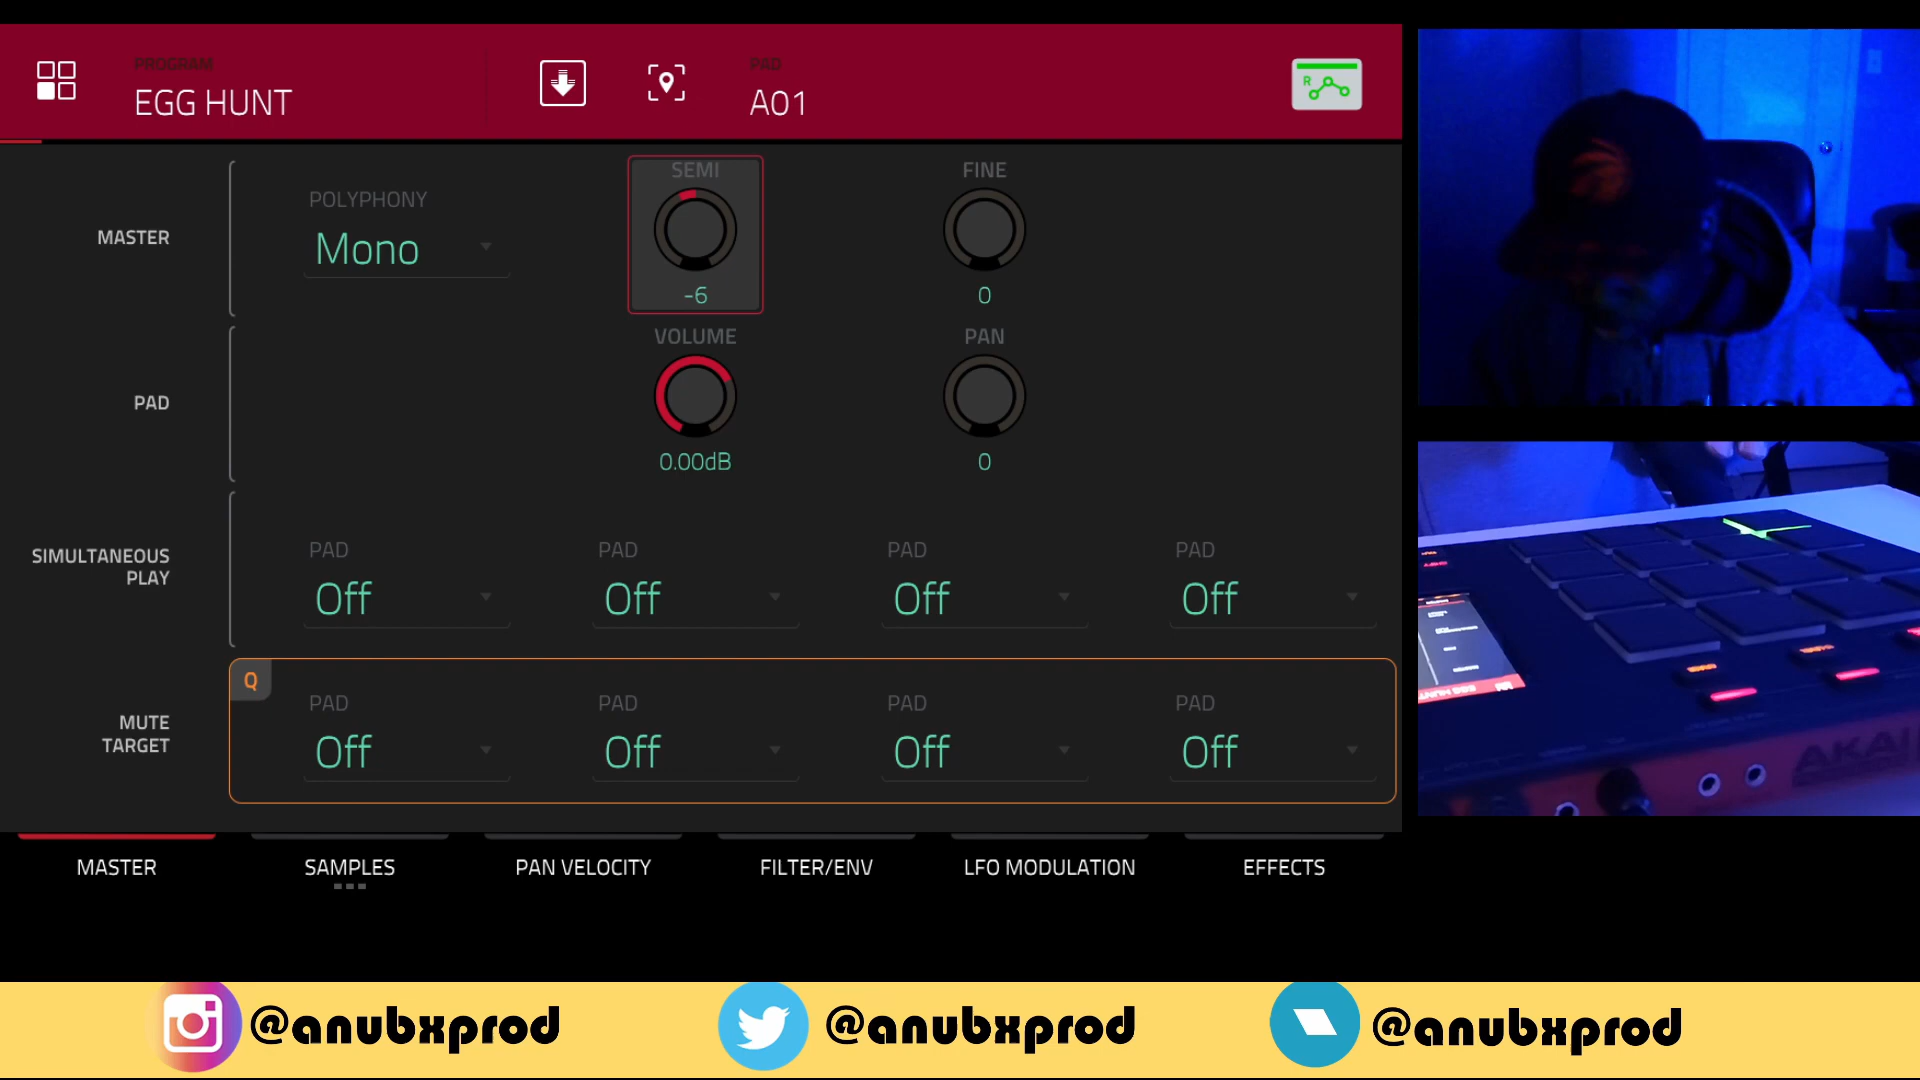 PROGRAM
EGG HUNT
PAD
A01
R
MASTER
POLYPHONY
Mono
SEMI
-6
FINE
0
PAD
VOLUME
0.00dB
PAN
0
SIMULTANEOUS
PLAY
PAD
Off
PAD
Off
PAD
Off
PAD
Off
MUTE
TARGET
Q
PAD
Off
PAD
Off
PAD
Off
PAD
Off
MASTER
SAMPLES
PAN VELOCITY
FILTER/ENV
LFO MODULATION
EFFECTS
AKAI
@anubxprod
@anubxprod
@anubxprod